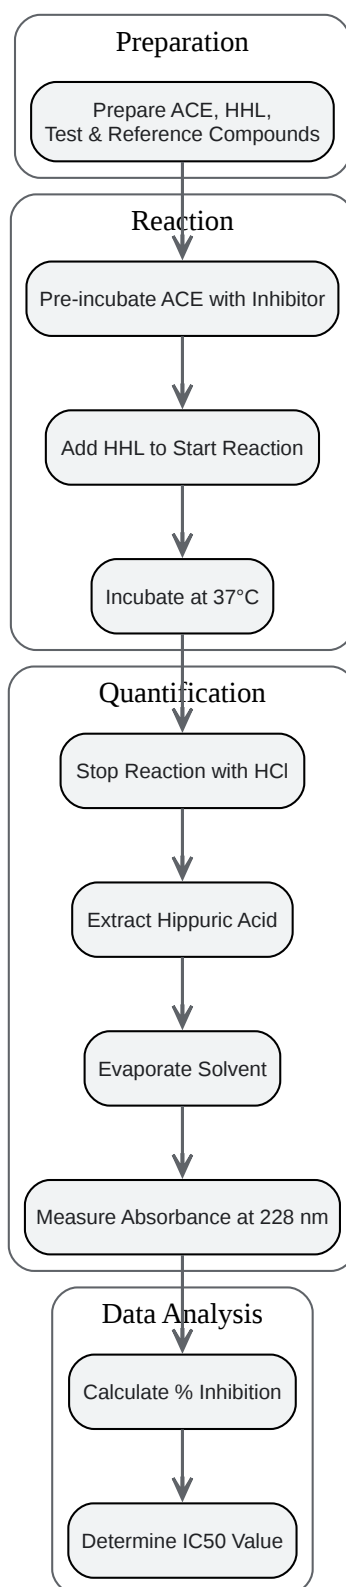 Preparation
Prepare ACE, HHL,
Test & Reference Compounds
Reaction
Pre-incubate ACE with Inhibitor
Add HHL to Start Reaction
Incubate at 37°C
Quantification
Stop Reaction with HCl
Extract Hippuric Acid
Evaporate Solvent
Measure Absorbance at 228 nm
Data Analysis
Calculate % Inhibition
Determine IC50 Value